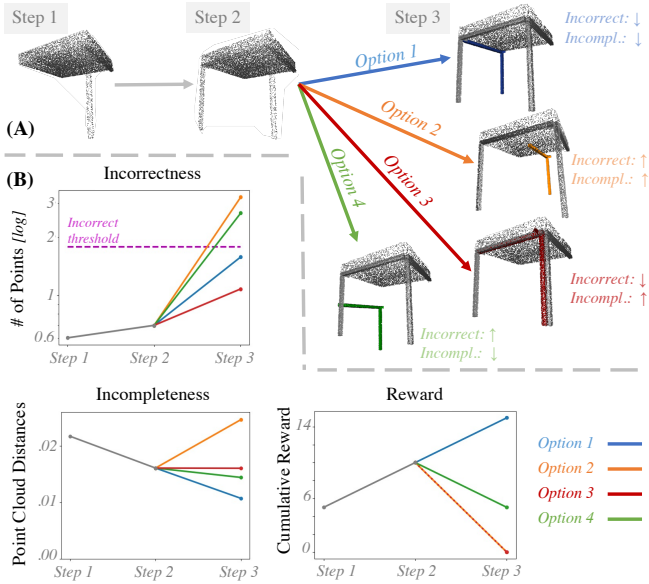 Step 1
Step 2
Step 3
Incorrect: ↓
Incompl.: ↓
Option 1
Option 2
Option 3
Option 4
Incorrect: ↑
Incompl.: ↑
Incorrect: ↓
Incompl.: ↑
Incorrect: ↑
Incompl.: ↓
(A)
(B)
Incorrectness
# of Points [log]
3
2
1
0.6
Incorrect
threshold
Step 1
Step 2
Step 3
Incompleteness
Point Cloud Distances
.02
.01
.00
Step 1
Step 2
Step 3
Reward
Cumulative Reward
14
6
0
Step 1
Step 2
Step 3
Option 1
Option 2
Option 3
Option 4